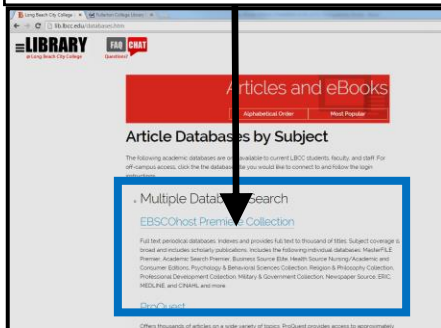 Long Beach City College
Fullerton College Library
lib.lbcc.edu/databases.htm
LIBRARY
at Long Beach City College
FAQ CHAT
Questions?
Articles and eBooks
Alphabetical Order Most Popular
Article Databases by Subject
The following academic databases are only available to current LBCC students, faculty, and staff. For
off-campus access, click the the database you would like to connect to and follow the login
instructions.
Multiple Database Search
EBSCOhost Premiere Collection
Full text periodical databases. Indexes and provides full text to thousand of titles. Subject coverage is
broad and includes scholarly publications. Includes the following individual databases: MasterFILE
Premier, Academic Search Premier, Business Source Elite, Health Source Nursing/Academic and
Consumer Editions, Psychology & Behavioral Sciences Collection, Religion & Philosophy Collection,
Professional Development Collection, Military & Government Collection, Newspaper Source, ERIC,
MEDLINE and CINAHL and more.
ProQuest
Offers thousands of articles on a wide variety of topics. ProQuest provides access to approximately